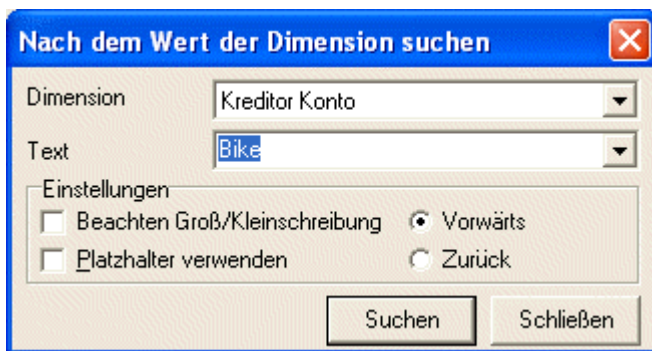 Nach dem Wert der Dimension suchen
Dimension Kreditor Konto
Text Bike
Einstellungen
Beachten Groß/Kleinschreibung Vorwärts
Platzhalter verwenden Zurück
Suchen Schließen